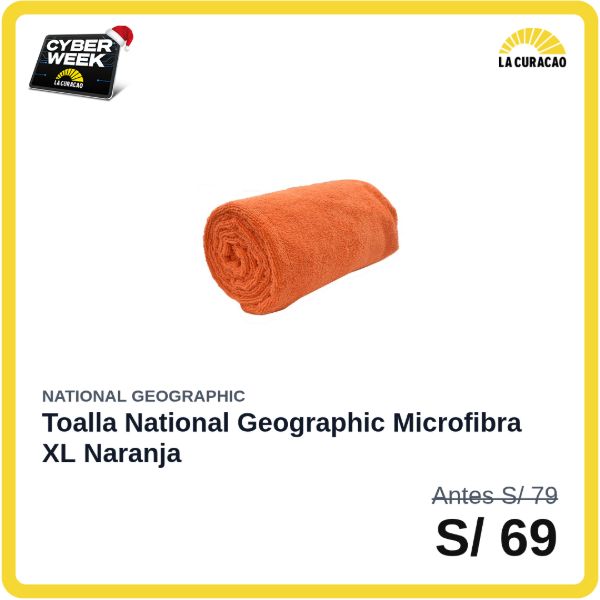 CYBER
WEEK
LA CURACAO
LA CURACAO
NATIONAL GEOGRAPHIC
Toalla National Geographic Microfibra
XL Naranja
Antes S/ 79
S/ 69